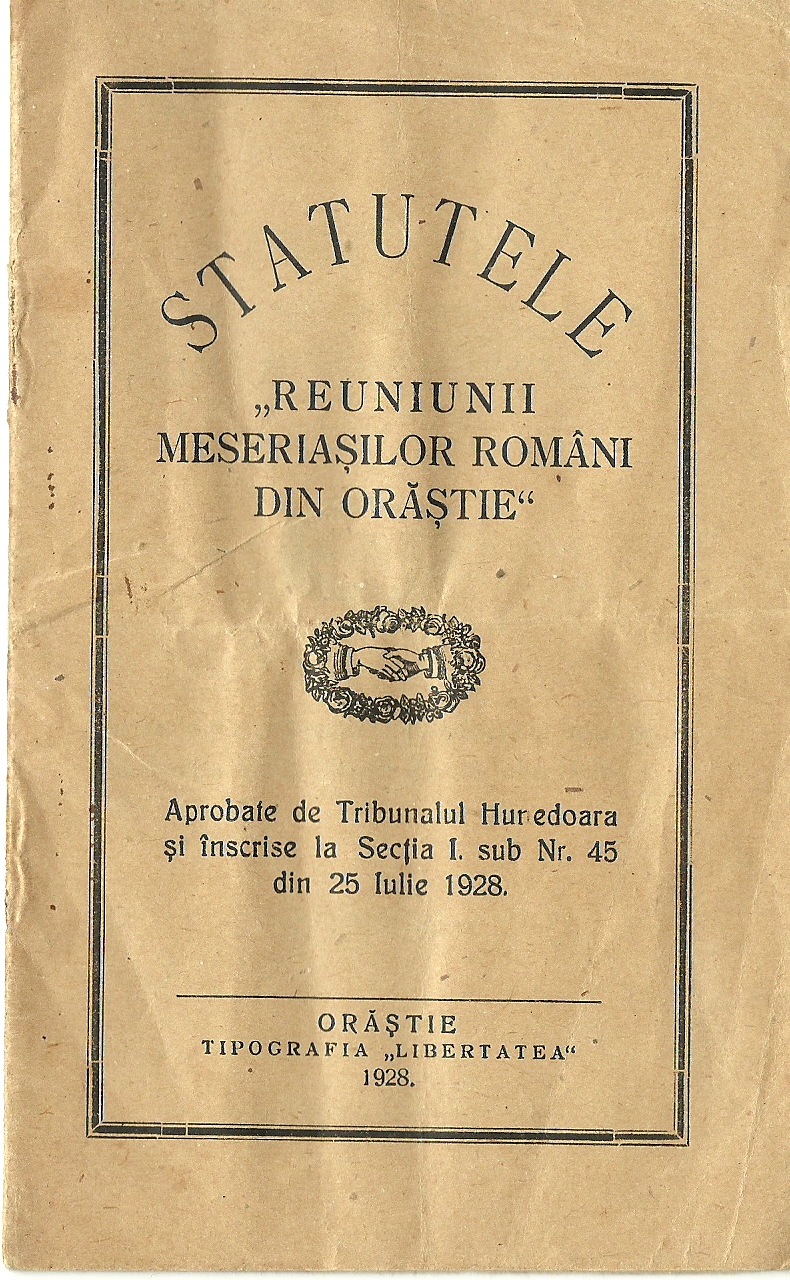 STATUTELE
„REUNIUNII
MESERIAȘILOR ROMÂNI
DIN ORĂȘTIE“
Aprobate de Tribunalul Hunedoara
și înscrise la Secția I. sub Nr. 45
din 25 Iulie 1928.
ORĂȘTIE
TIPOGRAFIA „LIBERTATEA“
1928.